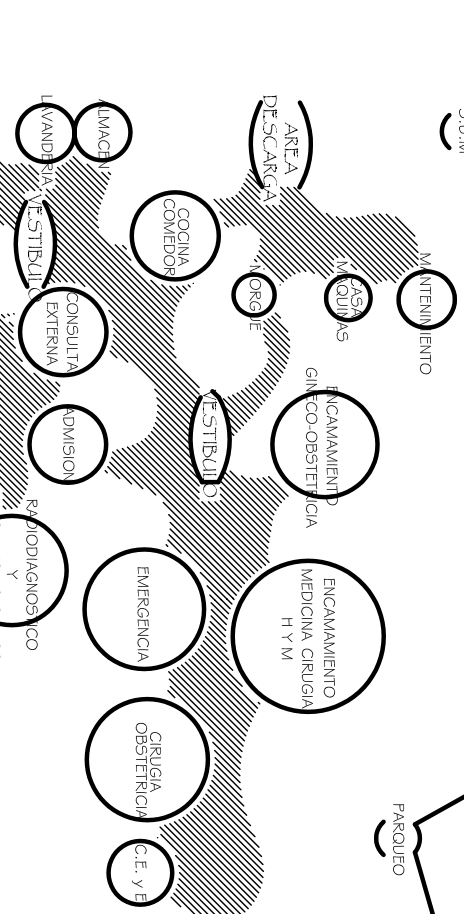 LAVANDERIA
ALMACEN
AREA
DESCARGA
VESTIBULO
COCINA
COMEDOR
MORGUE
CASA
MAQUINAS
MANTENIMIENTO
CONSULTA
EXTERNA
ADMISION
VESTIBULO
ENCAMAMIENTO
GINECO-OBSTETRICIA
RADIODIAGNOSTICO
Y
EMERGENCIA
ENCAMAMIENTO
MEDICINA CIRUGIA
H Y M
CIRUGIA
OBSTETRICIA
C.E. y E
PARQUEO